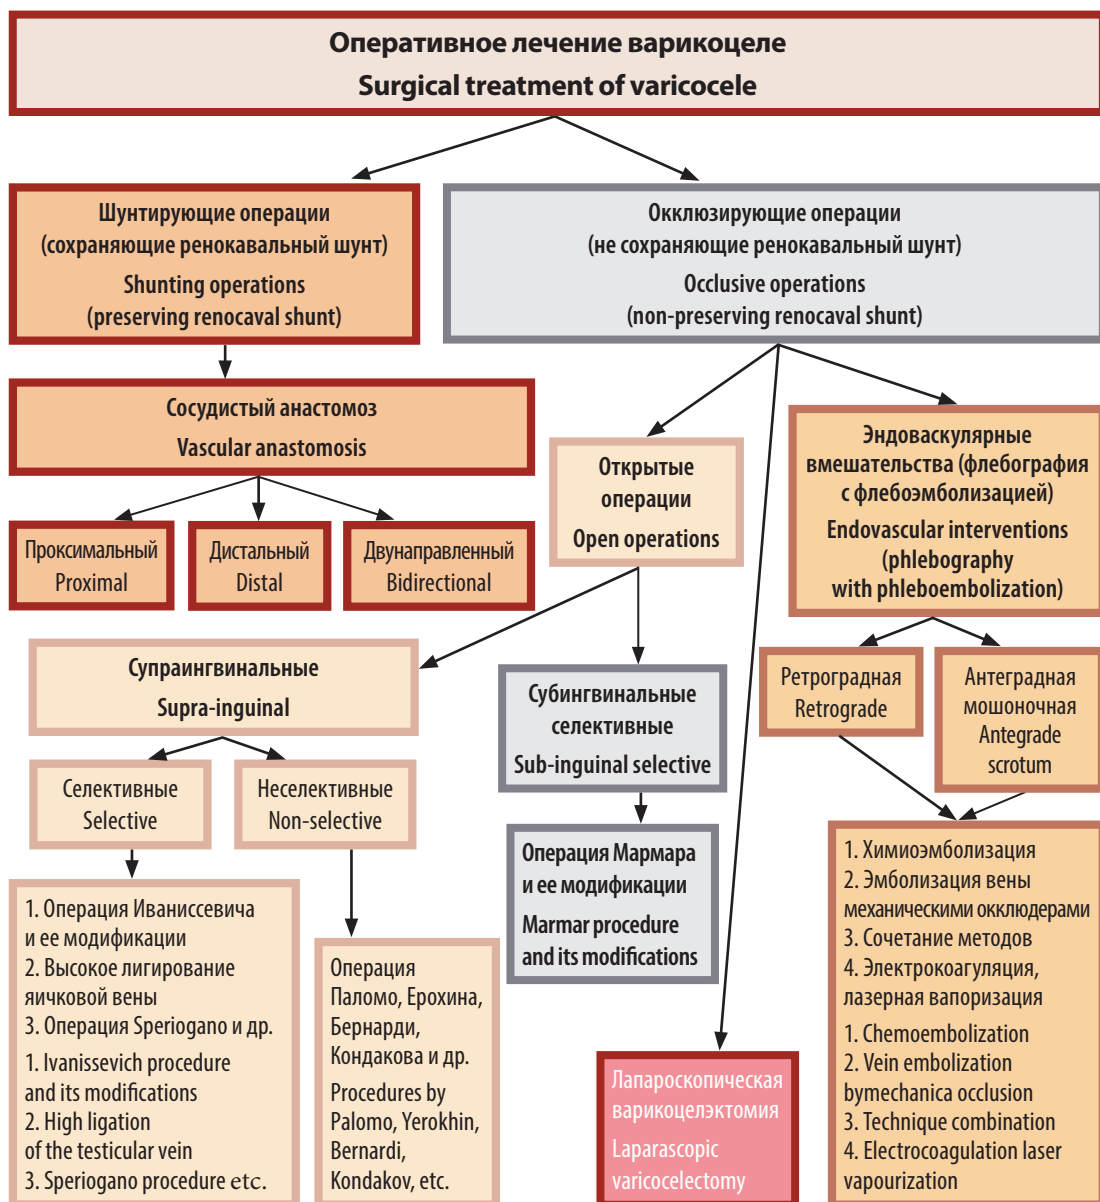 Оперативное лечение варикоцеле
Surgical treatment of varicocele
Шунтирующие операции
(сохраняющие ренокавальный шунт)
Shunting operations
(preserving renocaval shunt)
Окклюзирующие операции
(не сохраняющие ренокавальный шунт)
Occlusive operations
(non-preserving renocaval shunt)
Сосудистый анастомоз
Vascular anastomosis
Проксимальный
Proximal
Дистальный
Distal
Двунаправленный
Bidirectional
Открытые
операции
Open operations
Эндоваскулярные
вмешательства (флебография
с флебоэмболизацией)
Endovascular interventions
(phlebography
with phleboembolization)
Супраингвинальные
Supra-inguinal
Субингвинальные
селективные
Sub-inguinal selective
Ретроградная
Retrograde
Антеградная
мошоночная
Antegrade
scrotum
Селективные
Selective
Неселективные
Non-selective
1. Операция Иваниссевича
и ее модификации
2. Высокое лигирование
яичковой вены
3. Операция Speriogano и др.
1. Ivanissevich procedure
and its modifications
2. High ligation
of the testicular vein
3. Speriogano procedure etc.
Операция
Паломо, Ерохина,
Бернарди,
Кондакова и др.
Procedures by
Palomo, Yerokhin,
Bernardi,
Kondakov, etc.
Операция Мармара
и ее модификации
Marmar procedure
and its modifications
Лапароскопическая
варикоцелэктомия
Laparascopic
varicocelectomy
1. Химиоэмболизация
2. Эмболизация вены
механическими окклюдерами
3. Сочетание методов
4. Электрокоагуляция,
лазерная вапоризация
1. Chemoembolization
2. Vein embolization
bymechanica occlusion
3. Technique combination
4. Electrocoagulation laser
vapourization